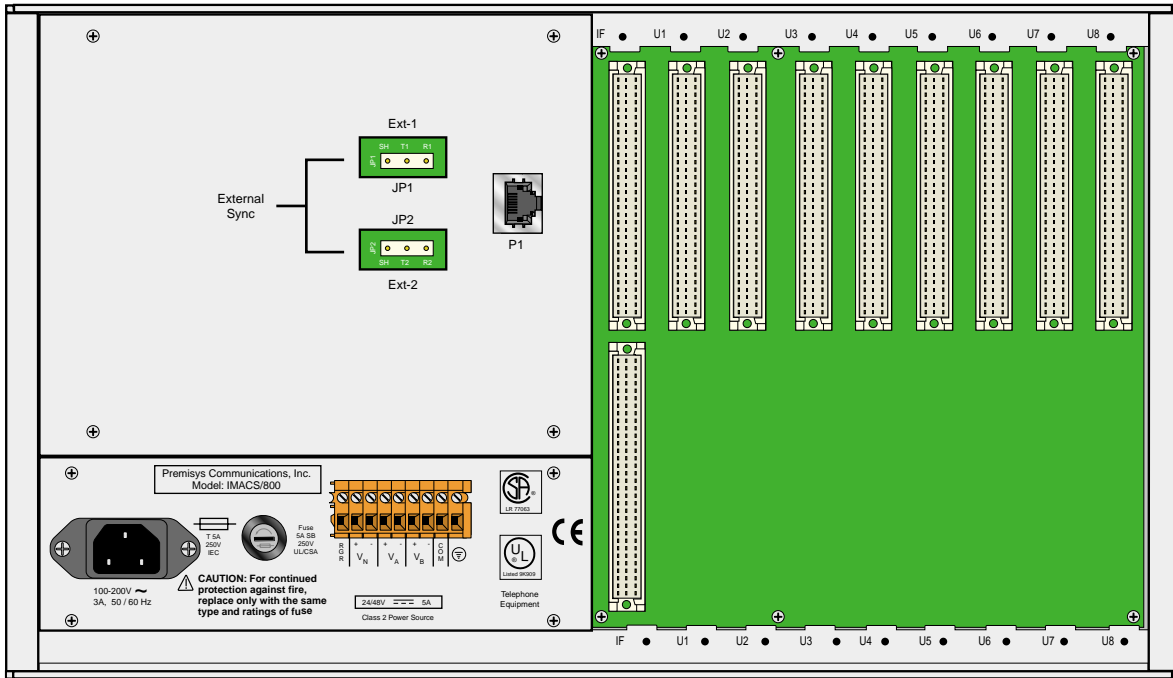 IF U1 U2 U3 U4 U5 U6 U7 U8
Ext-1
SH T1 R1
JP1
JP1
External
Sync
JP2
JP2
SH T2 R2
Ext-2
P1
Premisys Communications, Inc.
Model: IMACS/800
T 5A
250V
IEC
Fuse
5A SB
250V
UL/CSA
100-200V ~
3A, 50 / 60 Hz
CAUTION: For continued
protection against fire,
replace only with the same
type and ratings of fuse
RGR + - + - + - COM
VN VA VB
24/48V 5A
Class 2 Power Source
SA ®
LR 77063
CE
UL ®
Listed 9K909
Telephone
Equipment
IF U1 U2 U3 U4 U5 U6 U7 U8